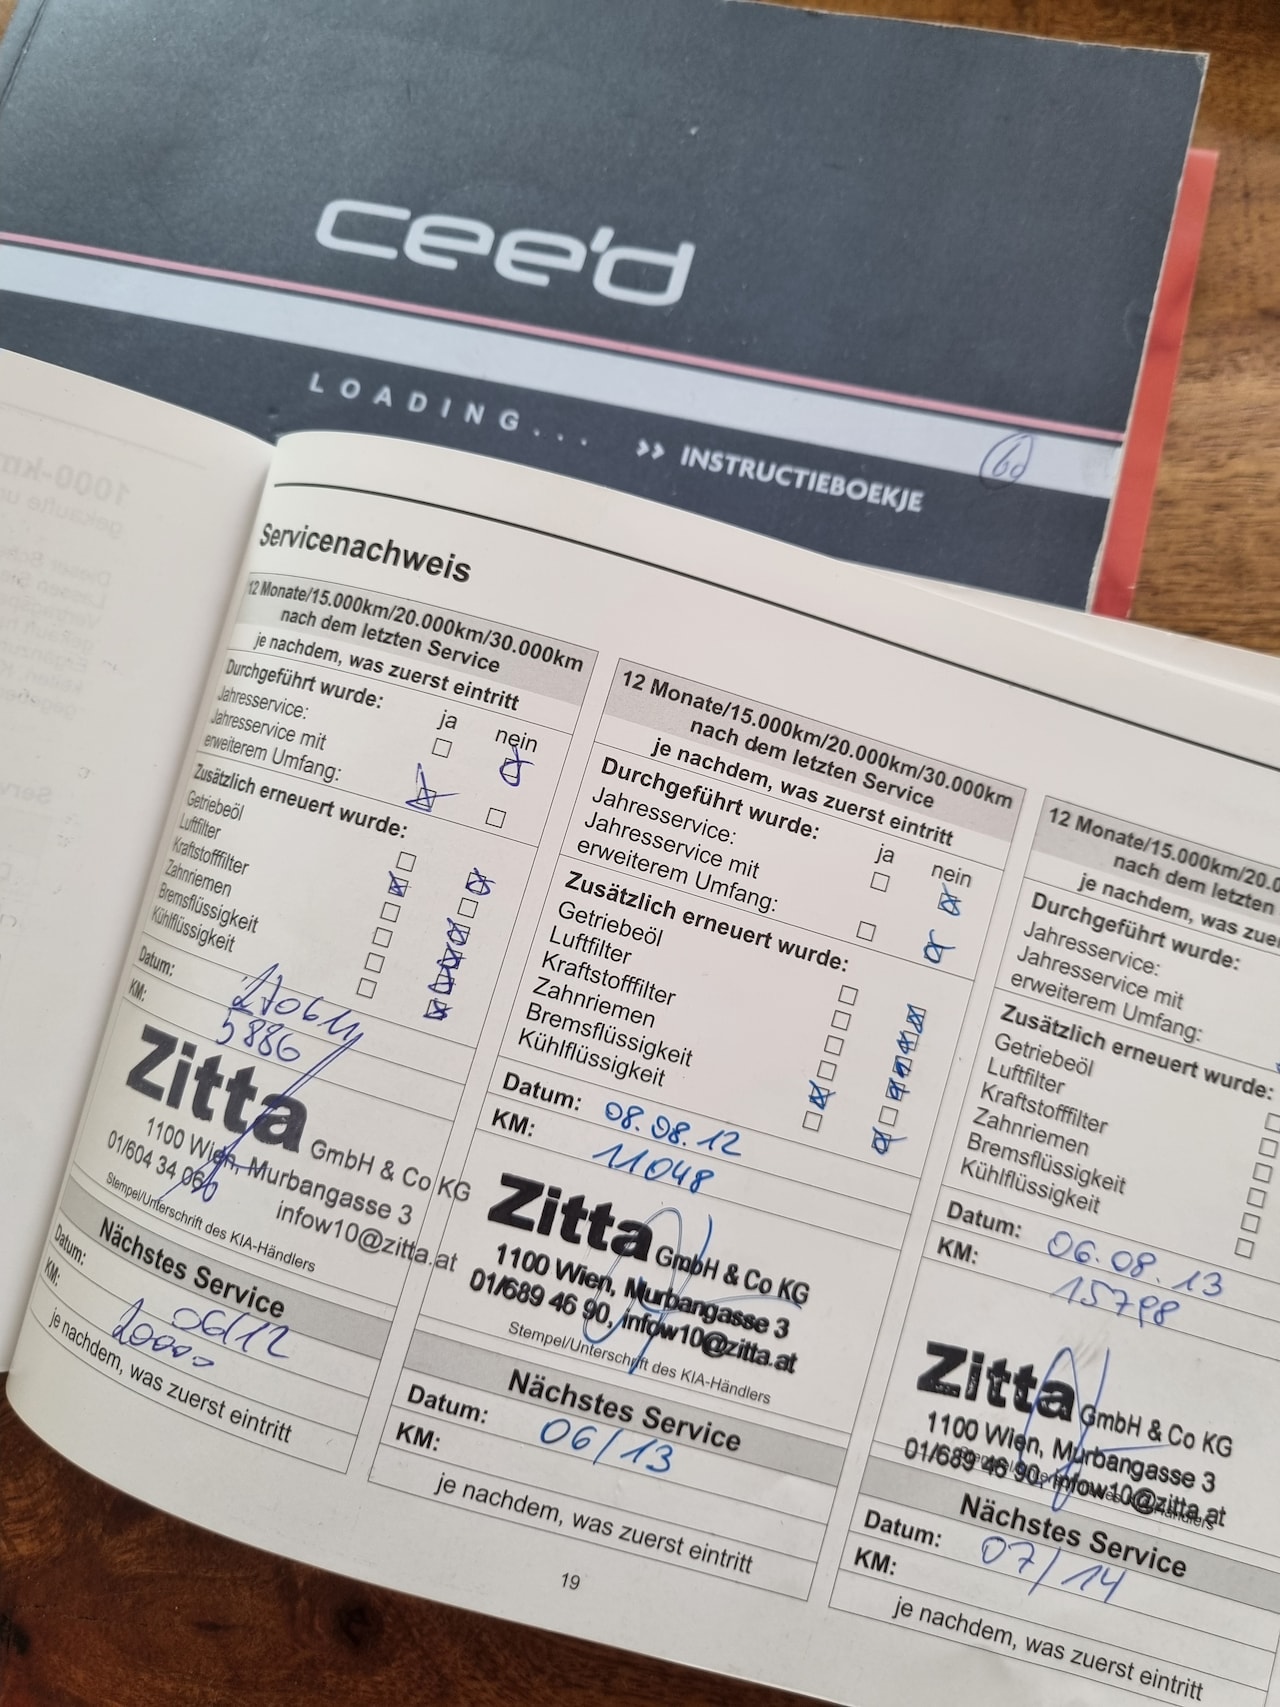 cee'd
LOADING...
>> INSTRUCTIEBOEKJE
60
Servicenachweis
12 Monate/15.000km/20.000km/30.000km
nach dem letzten Service
je nachdem, was zuerst eintritt
Durchgeführt wurde:
ja nein
Jahresservice:
Jahresservice mit
erweiterem Umfang:
Zusätzlich erneuert wurde:
Getriebeöl
Luftfilter
Kraftstofffilter
Zahnriemen
Bremsflüssigkeit
Kühlflüssigkeit
Datum: 270611
KM: 5886
Zitta GmbH & Co KG
1100 Wien, Murbangasse 3
01/604 34 060 infow10@zitta.at
Stempel/Unterschrift des KIA-Händlers
Nächstes Service
Datum: 06/12
KM: 20000
je nachdem, was zuerst eintritt
12 Monate/15.000km/20.000km/30.000km
nach dem letzten Service
je nachdem, was zuerst eintritt
Durchgeführt wurde:
ja nein
Jahresservice:
Jahresservice mit
erweiterem Umfang:
Zusätzlich erneuert wurde:
Getriebeöl
Luftfilter
Kraftstofffilter
Zahnriemen
Bremsflüssigkeit
Kühlflüssigkeit
Datum: 08.08.12
KM: 11048
Zitta GmbH & Co KG
1100 Wien, Murbangasse 3
01/689 46 90, infow10@zitta.at
Stempel/Unterschrift des KIA-Händlers
Nächstes Service
Datum: 06/13
KM:
je nachdem, was zuerst eintritt
12 Monate/15.000km/20.0
nach dem letzten
je nachdem, was zue
Durchgeführt wurde:
Jahresservice:
Jahresservice mit
erweiterem Umfang:
Zusätzlich erneuert wurde:
Getriebeöl
Luftfilter
Kraftstofffilter
Zahnriemen
Bremsflüssigkeit
Kühlflüssigkeit
Datum: 06.08.13
KM: 15798
Zitta GmbH & Co KG
1100 Wien, Murbangasse 3
01/689 46 90, infow10@zitta.at
Nächstes Service
Datum: 07/14
KM:
je nachdem, was zuerst eintritt
19